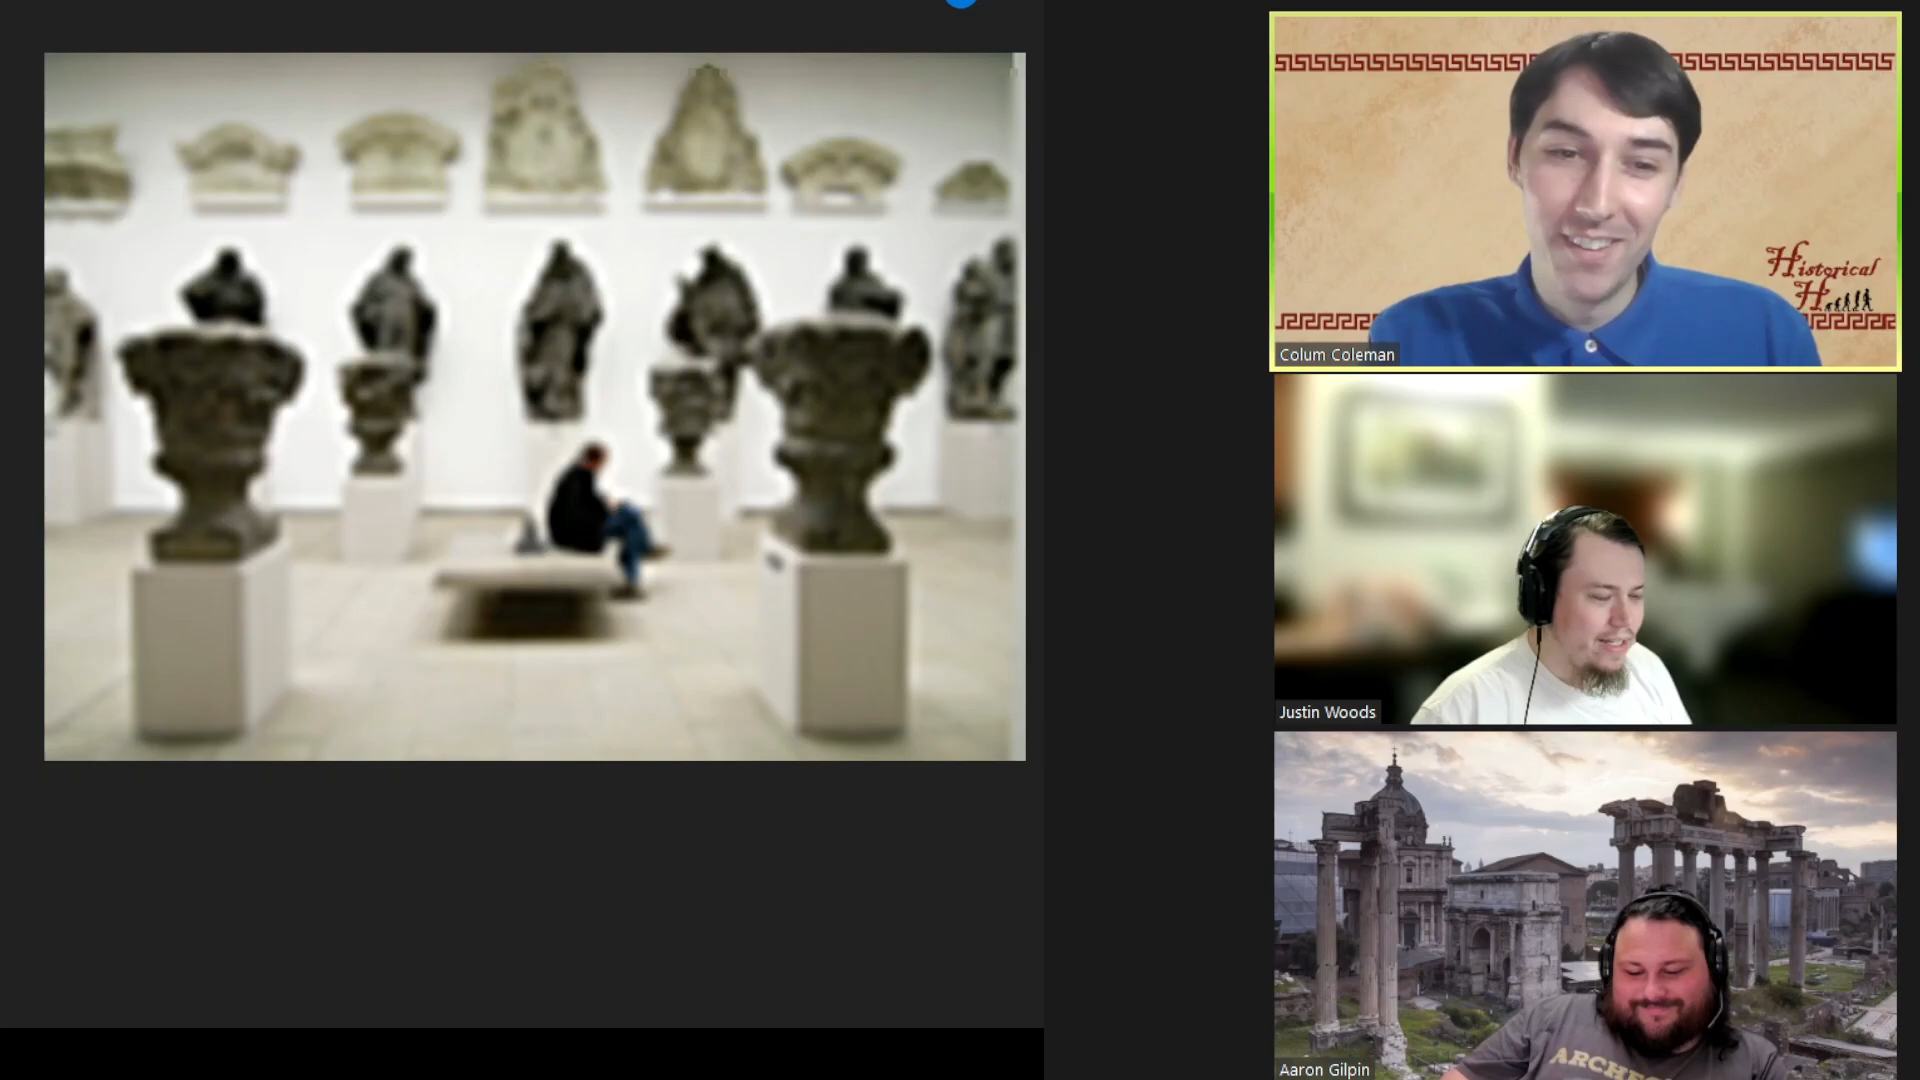 Historical
H
Colum Coleman
Justin Woods
Aaron Gilpin